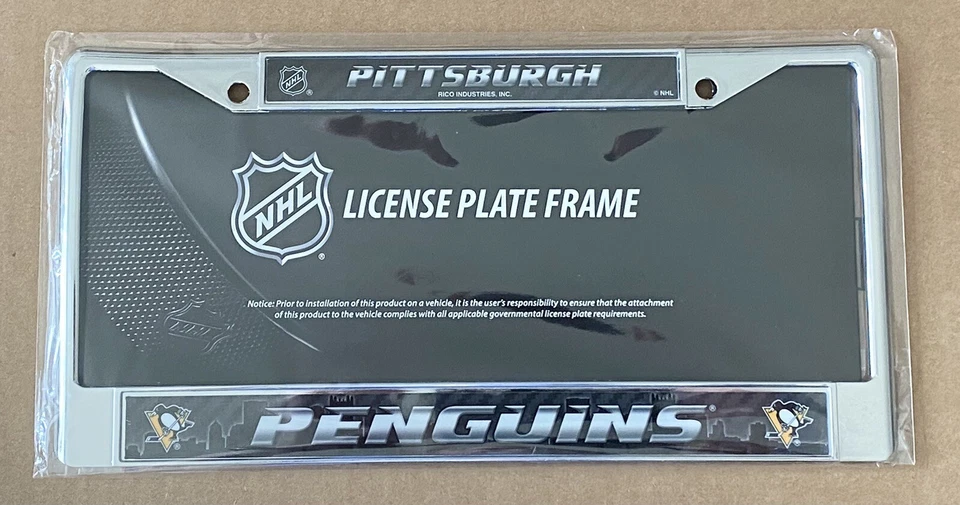 NHL ®
PITTSBURGH
RICO INDUSTRIES, INC.
© NHL
NHL ®
LICENSE PLATE FRAME
Notice: Prior to installation of this product on a vehicle, it is the user's responsibility to ensure that the attachment
of this product to the vehicle complies with all applicable governmental license plate requirements.
PENGUINS®